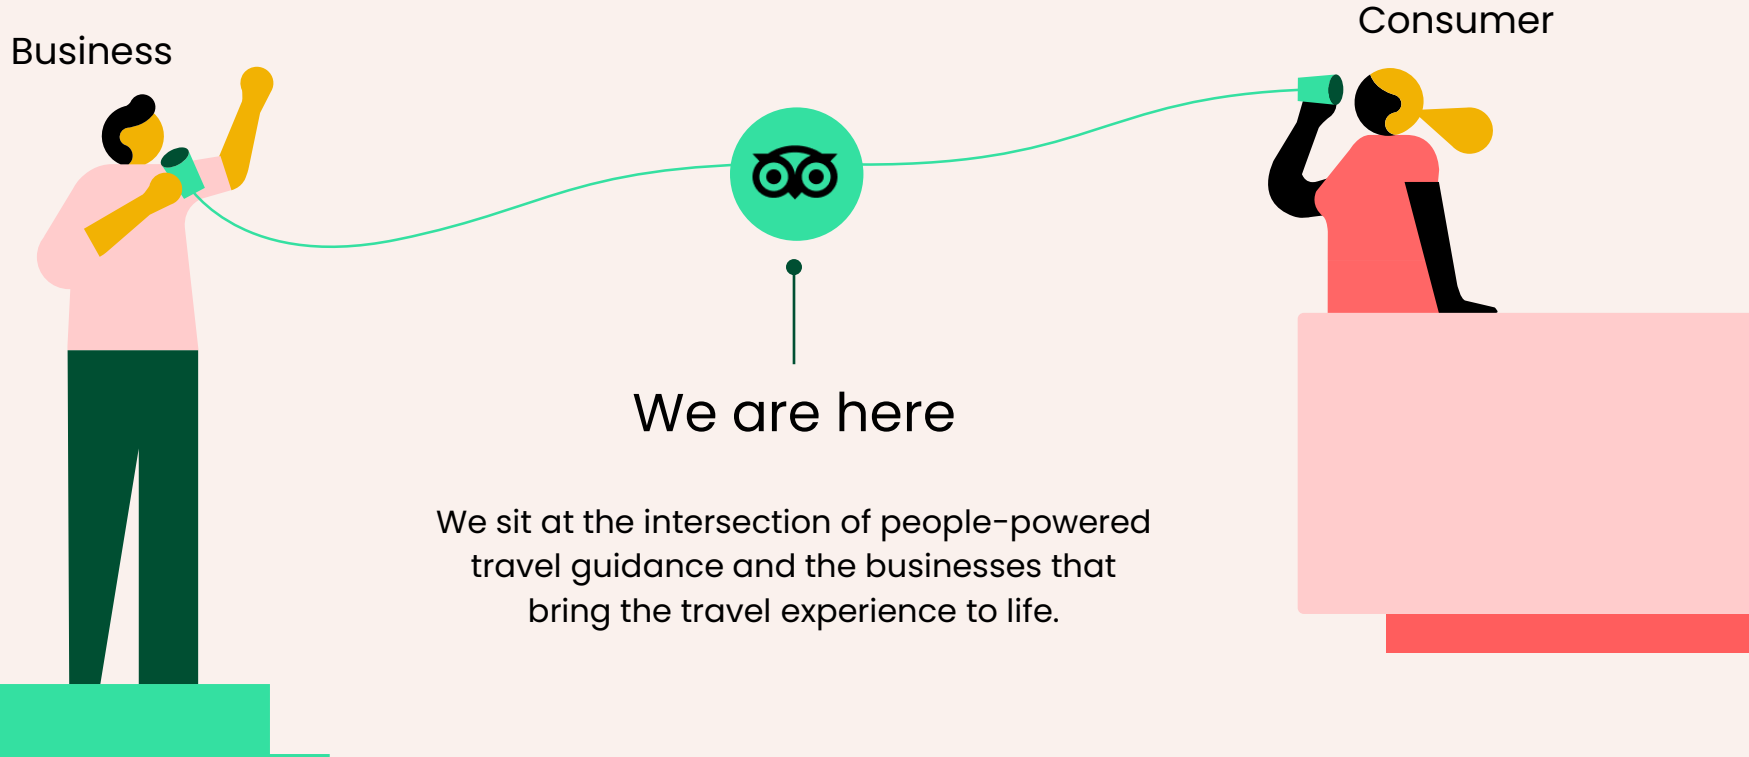 Business
Consumer
We are here
We sit at the intersection of people-powered
travel guidance and the businesses that
bring the travel experience to life.